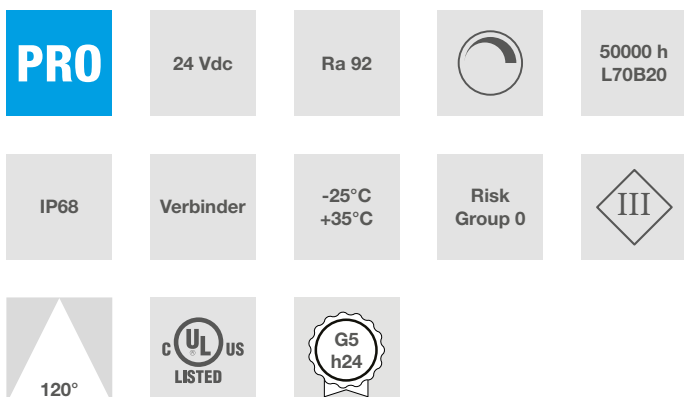 PRO
24 Vdc
Ra 92
50000 h
L70B20
IP68
Verbinder
-25°C
+35°C
Risk
Group 0
III
120°
C UL ® US
LISTED
G5
h24